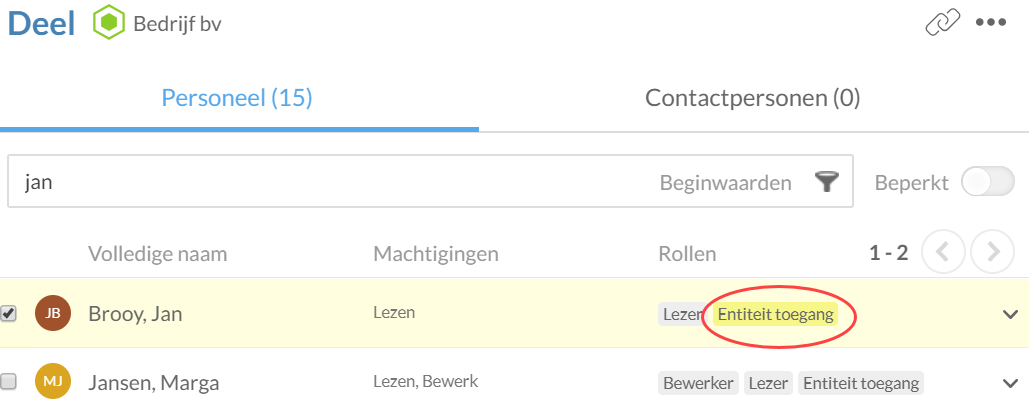 Deel Bedrijf bv
Personeel (15) Contactpersonen (0)
jan Beginwaarden Beperkt
Volledige naam Machtigingen Rollen 1 - 2
JB Brooy, Jan Lezen Lezer Entiteit toegang
MJ Jansen, Marga Lezen, Bewerk Bewerker Lezer Entiteit toegang